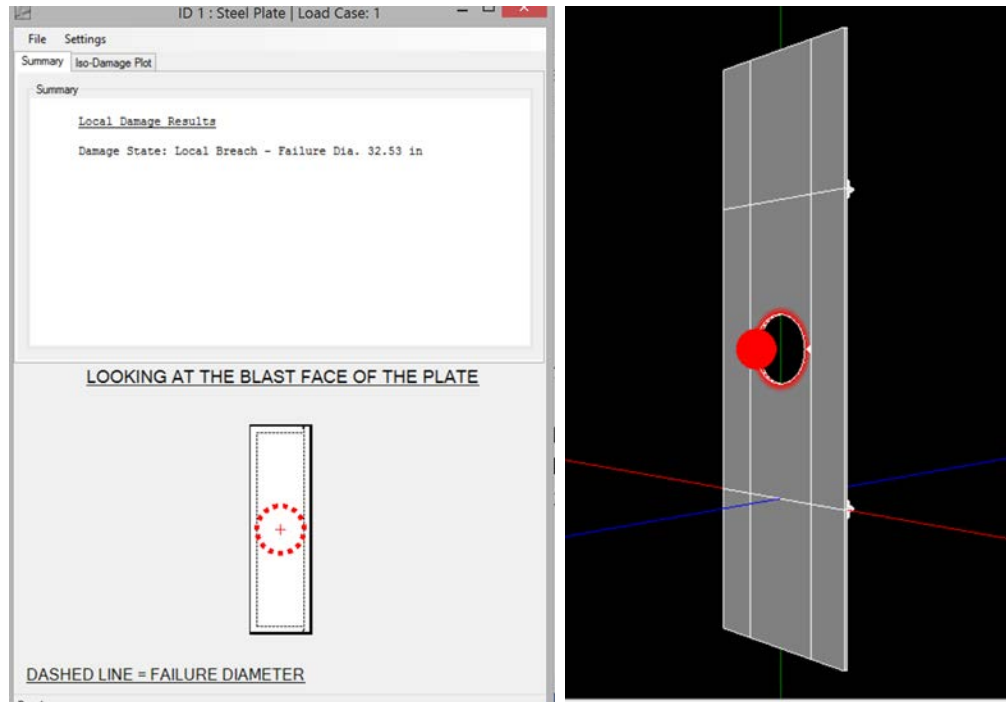 ID 1 : Steel Plate | Load Case: 1
File Settings
Summary Iso-Damage Plot
Summary
Local Damage Results
Damage State: Local Breach - Failure Dia. 32.53 in
LOOKING AT THE BLAST FACE OF THE PLATE
DASHED LINE = FAILURE DIAMETER